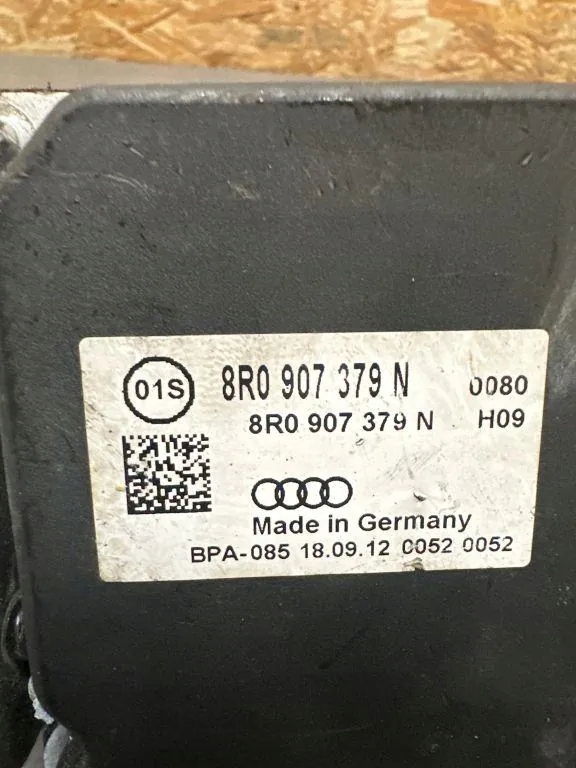 01S 8R0 907 379 N 0080
8R0 907 379 N H09
Made in Germany
BPA-085 18.09.12 0052 0052